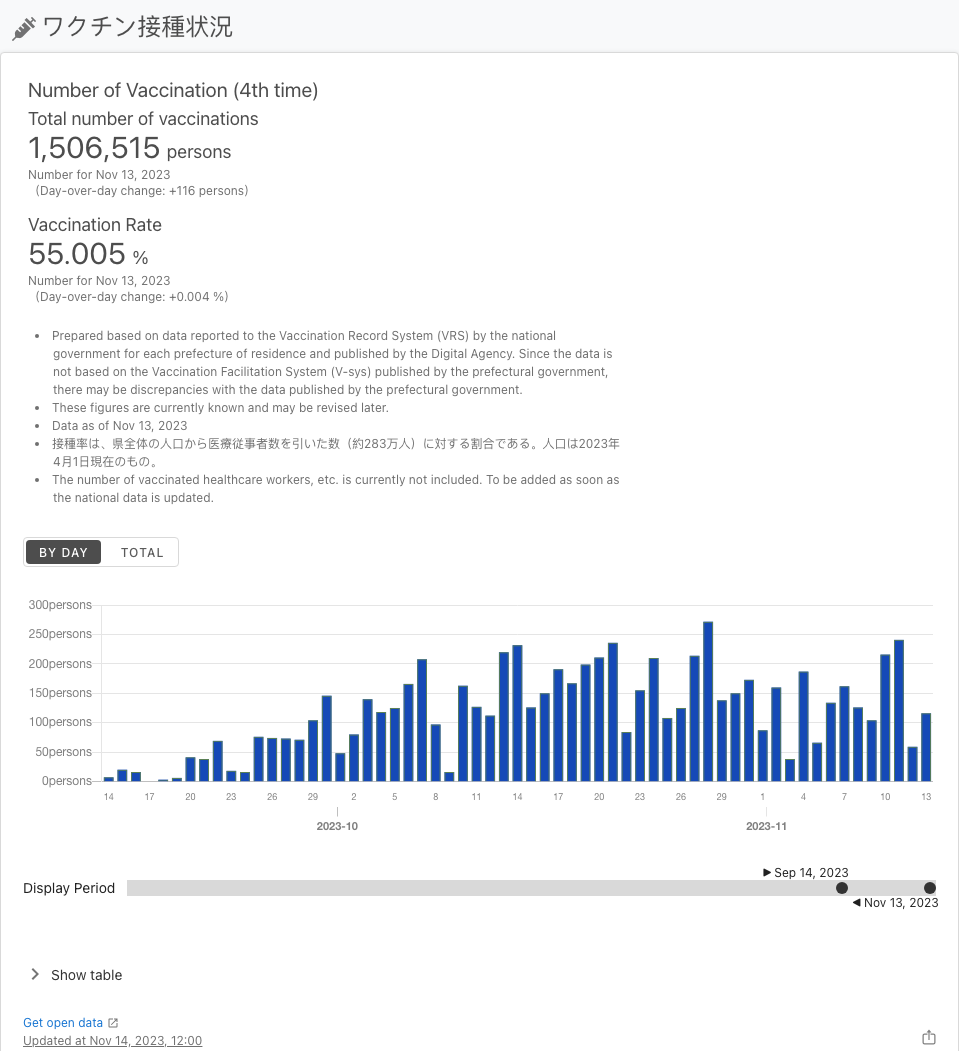 ワクチン接種状況
Number of Vaccination (4th time)
Total number of vaccinations
1,506,515 persons
Number for Nov 13, 2023
(Day-over-day change: +116 persons)
Vaccination Rate
55.005 %
Number for Nov 13, 2023
(Day-over-day change: +0.004 %)
• Prepared based on data reported to the Vaccination Record System (VRS) by the national
government for each prefecture of residence and published by the Digital Agency. Since the data is
not based on the Vaccination Facilitation System (V-sys) published by the prefectural government,
there may be discrepancies with the data published by the prefectural government.
• These figures are currently known and may be revised later.
• Data as of Nov 13, 2023
• 接種率は、県全体の人口から医療従事者数を引いた数（約283万人）に対する割合である。人口は2023年
4月1日現在のもの。
• The number of vaccinated healthcare workers, etc. is currently not included. To be added as soon as
the national data is updated.
BY DAY TOTAL
300persons
250persons
200persons
150persons
100persons
50persons
0persons
14 17 20 23 26 29 2 5 8 11 14 17 20 23 26 29 1 4 7 10 13
2023-10 2023-11
Sep 14, 2023
Display Period
Nov 13, 2023
Show table
Get open data
Updated at Nov 14, 2023, 12:00